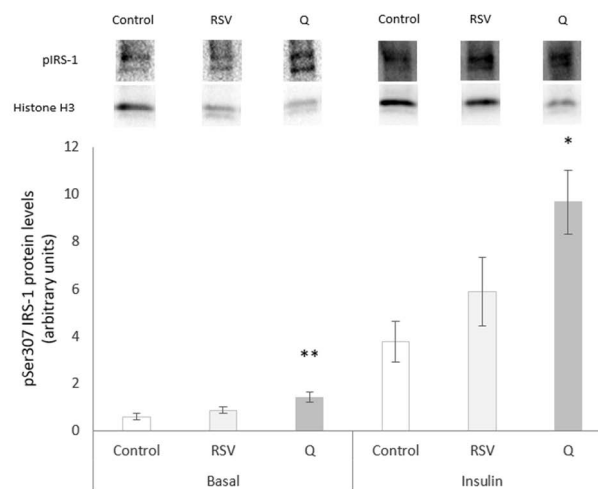 Control RSV Q Control RSV Q
pIRS-1
Histone H3
pSer307 IRS-1 protein levels
(arbitrary units)
12
*
10
8
6
4
**
2
0
Control RSV Q Control RSV Q
Basal Insulin